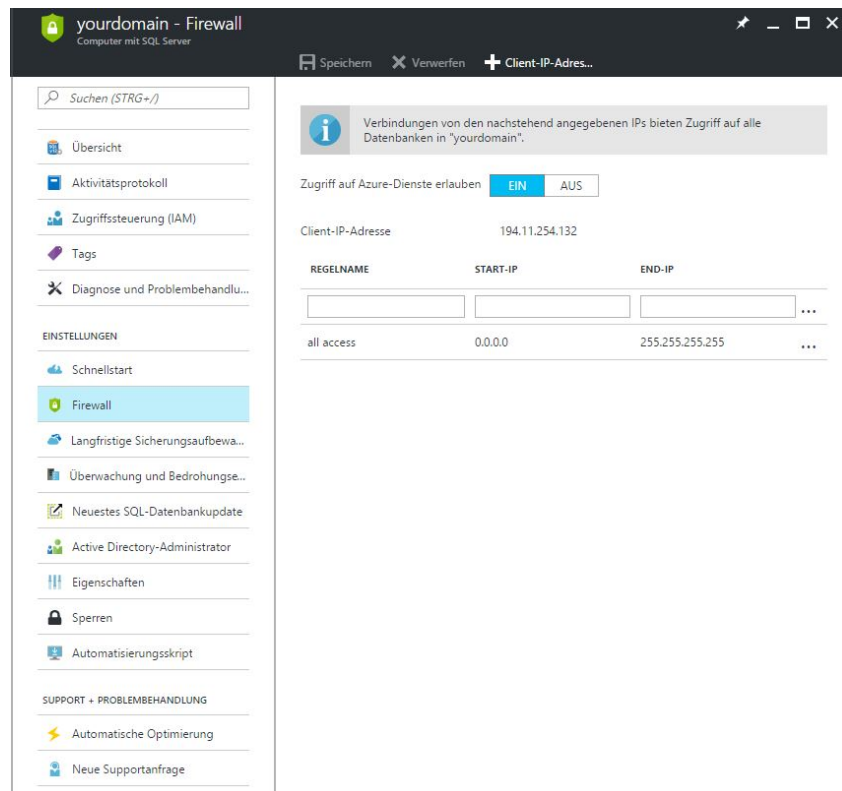 yourdomain - Firewall
Computer mit SQL Server
Speichern Verwerfen Client-IP-Adres...
Suchen (STRG+/)
Übersicht
Aktivitätsprotokoll
Zugriffssteuerung (IAM)
Tags
Diagnose und Problembehandlu...
EINSTELLUNGEN
Schnellstart
Firewall
Langfristige Sicherungsaufbewa...
Überwachung und Bedrohungse...
Neuestes SQL-Datenbankupdate
Active Directory-Administrator
Eigenschaften
Sperren
Automatisierungsskript
SUPPORT + PROBLEMBEHANDLUNG
Automatische Optimierung
Neue Supportanfrage
Verbindungen von den nachstehend angegebenen IPs bieten Zugriff auf alle
Datenbanken in "yourdomain".
Zugriff auf Azure-Dienste erlauben EIN AUS
Client-IP-Adresse 194.11.254.132
REGELNAME START-IP END-IP
...
all access 0.0.0.0 255.255.255.255 ...